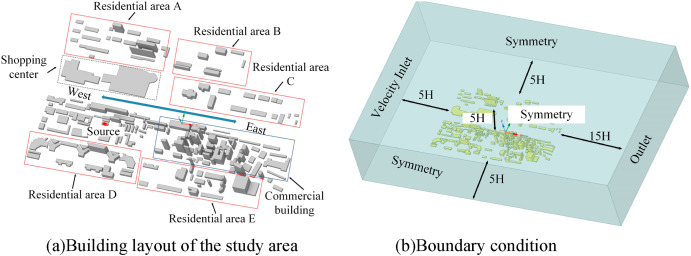 Residential area A
Residential area B
Residential area
C
Shopping
center
West
East
Source
Residential area D
Residential area E
Commercial
building
(a)Building layout of the study area
Symmetry
Velocity Inlet
5H
5H
5H
Symmetry
15H
Outlet
Symmetry
5H
(b)Boundary condition